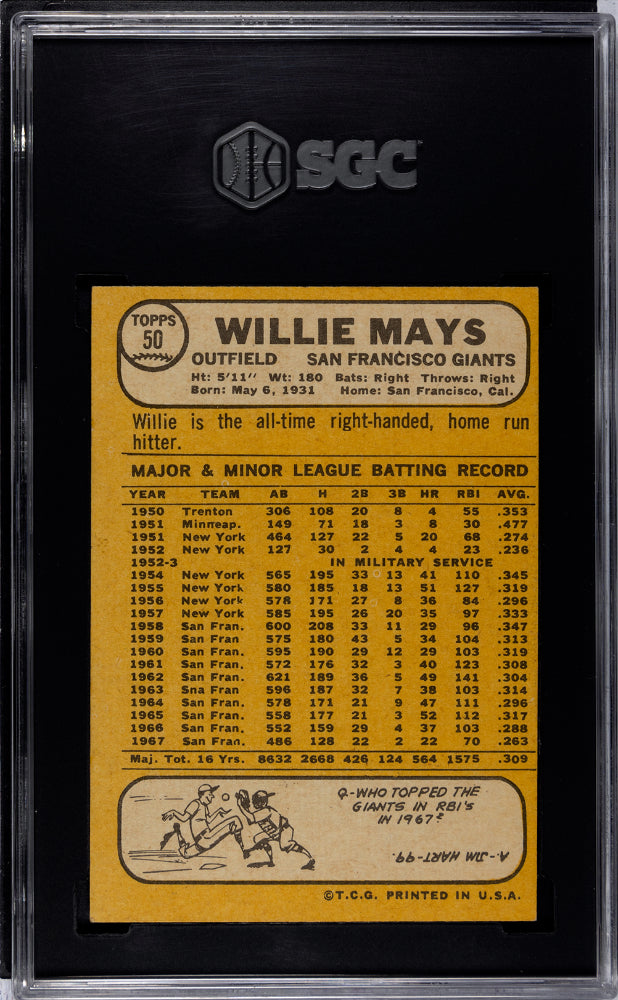 SGC
TOPPS
50
WILLIE MAYS
OUTFIELD SAN FRANCISCO GIANTS
Ht: 5'11" Wt: 180 Bats: Right Throws: Right
Born: May 6, 1931 Home: San Francisco, Cal.
Willie is the all-time right-handed, home run
hitter.
MAJOR & MINOR LEAGUE BATTING RECORD
YEAR TEAM AB H 2B 3B HR RBI AVG.
1950 Trenton 306 108 20 8 4 55 .353
1951 Minneap. 149 71 18 3 8 30 .477
1951 New York 464 127 22 5 20 68 .274
1952 New York 127 30 2 4 4 23 .236
1952-3 IN MILITARY SERVICE
1954 New York 565 195 33 13 41 110 .345
1955 New York 580 185 18 13 51 127 .319
1956 New York 578 171 27 8 36 84 .296
1957 New York 585 195 26 20 35 97 .333
1958 San Fran. 600 208 33 11 29 96 .347
1959 San Fran. 575 180 43 5 34 104 .313
1960 San Fran. 595 190 29 12 29 103 .319
1961 San Fran. 572 176 32 3 40 123 .308
1962 San Fran. 621 189 36 5 49 141 .304
1963 Sna Fran. 596 187 32 7 38 103 .314
1964 San Fran. 578 171 21 9 47 111 .296
1965 San Fran. 558 177 21 3 52 112 .317
1966 San Fran. 552 159 29 4 37 103 .288
1967 San Fran. 486 128 22 2 22 70 .263
Maj. Tot. 16 Yrs. 8632 2668 426 124 564 1575 .309
Q-WHO TOPPED THE
GIANTS IN RBI'S
IN 1967?
A-JIM HART-99.
©T.C.G. PRINTED IN U.S.A.